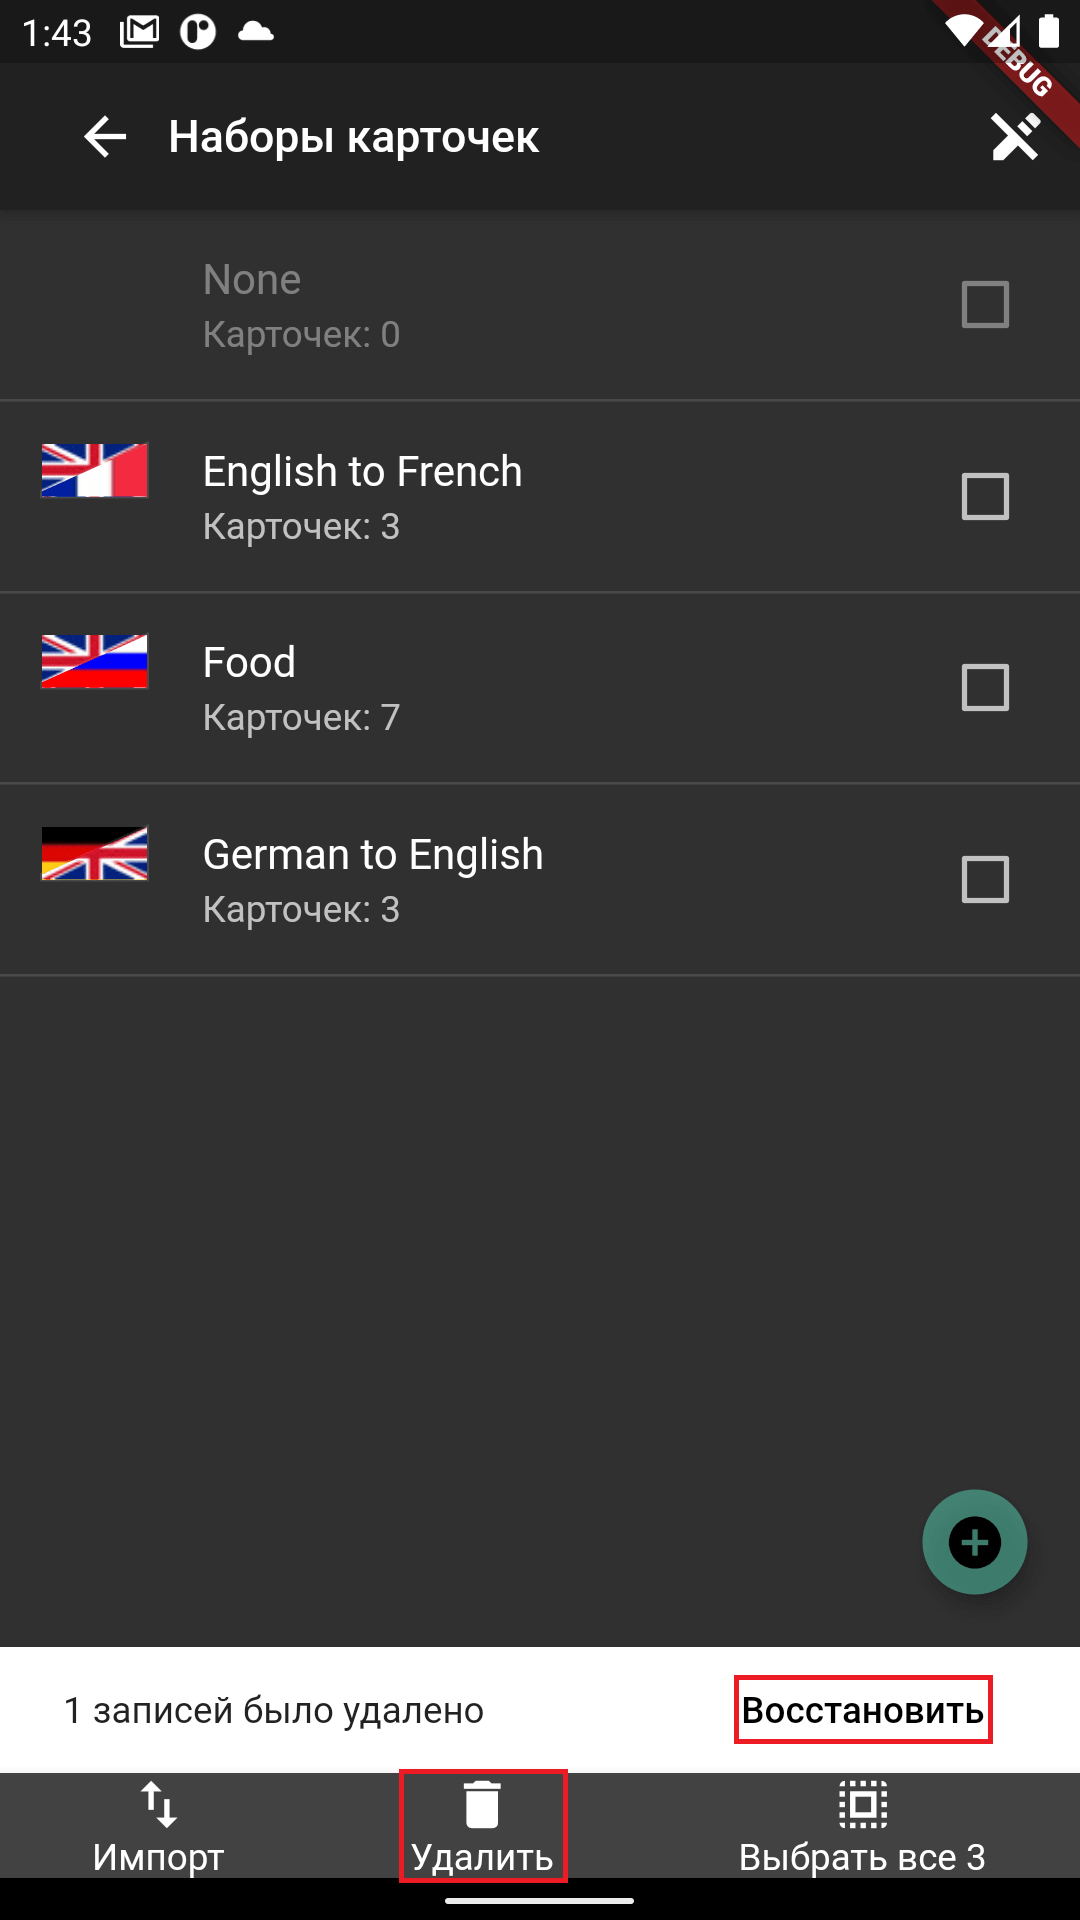 1:43
DEBUG
Наборы карточек
None
Карточек: 0
English to French
Карточек: 3
Food
Карточек: 7
German to English
Карточек: 3
1 записей было удалено
Восстановить
Импорт
Удалить
Выбрать все 3